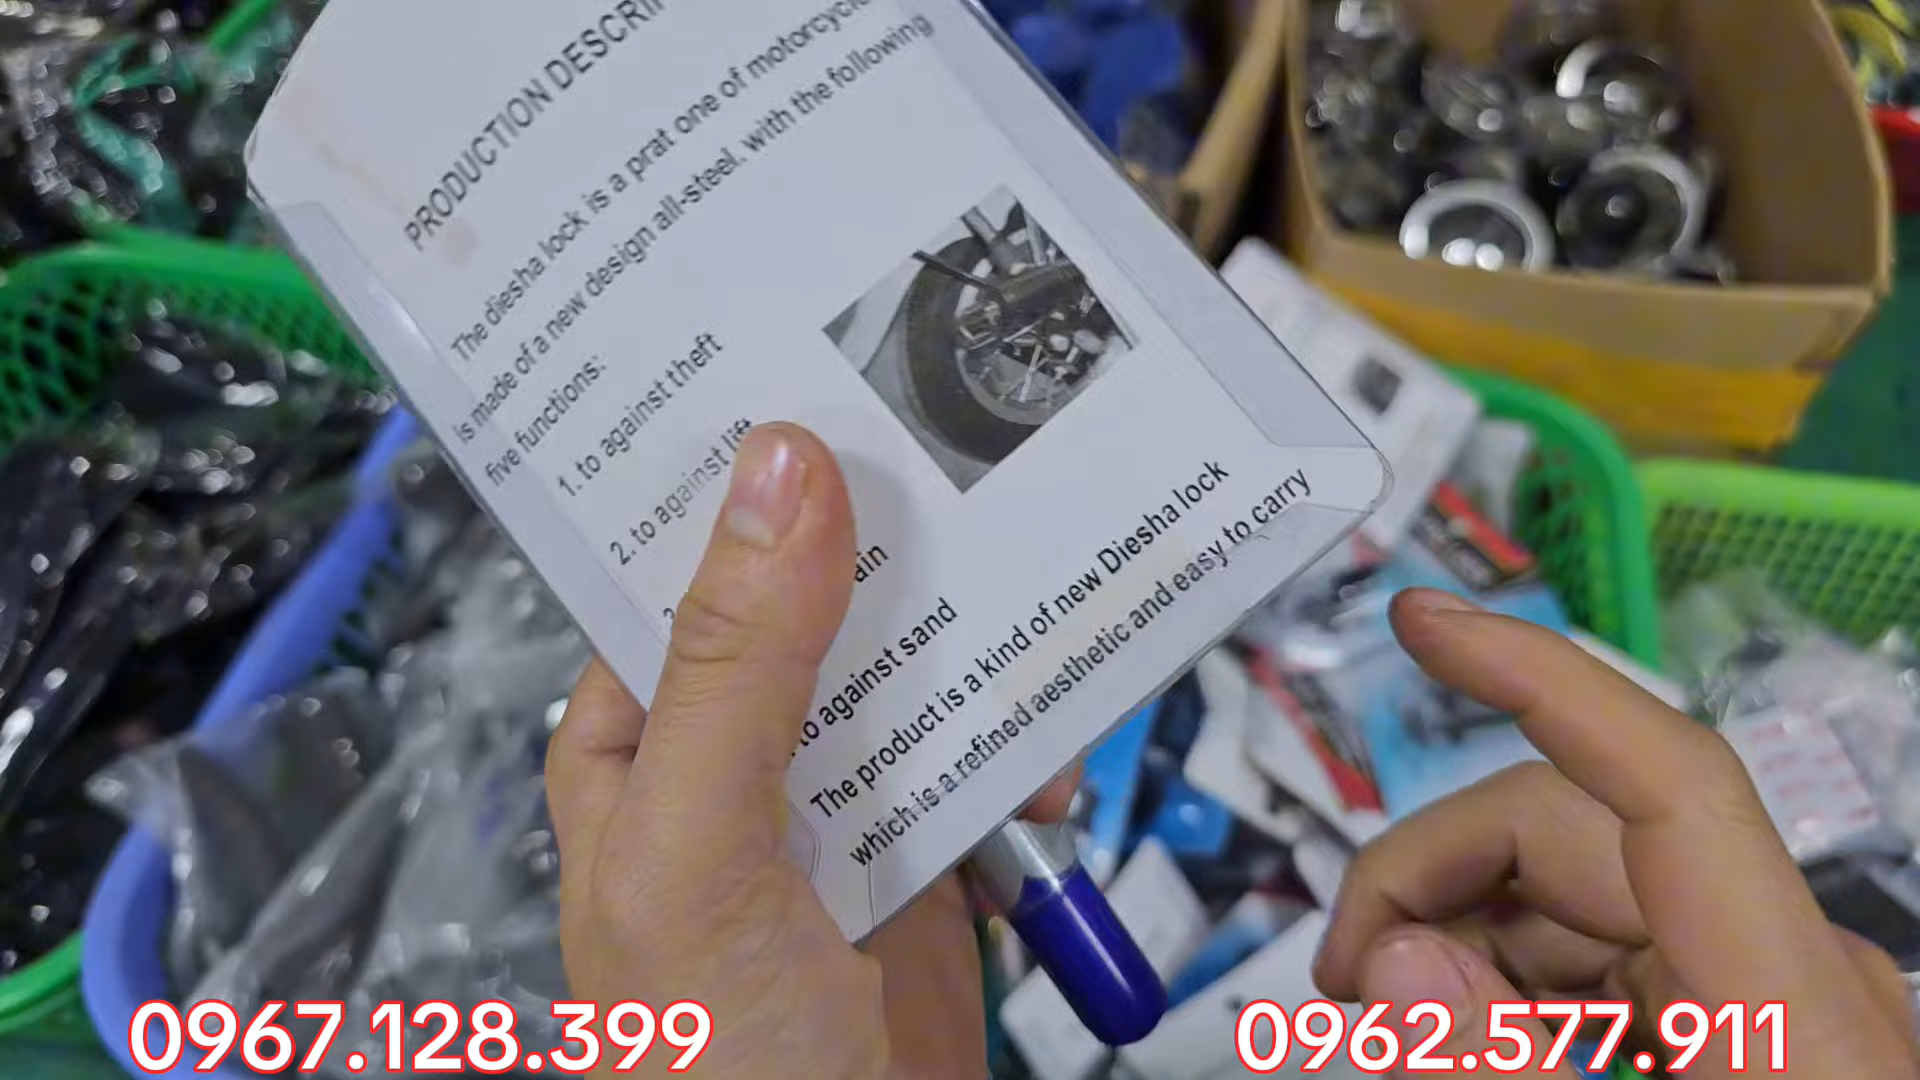 PRODUCTION
The diesha lock is a prat one of motorcycle
is made of a new design all-steel. with the following
five functions:
1. to against theft
2. to against lift
to against sand
The product is a kind of new Diesha lock
which is a refined aesthetic and easy to carry
0967.128.399
0962.577.911